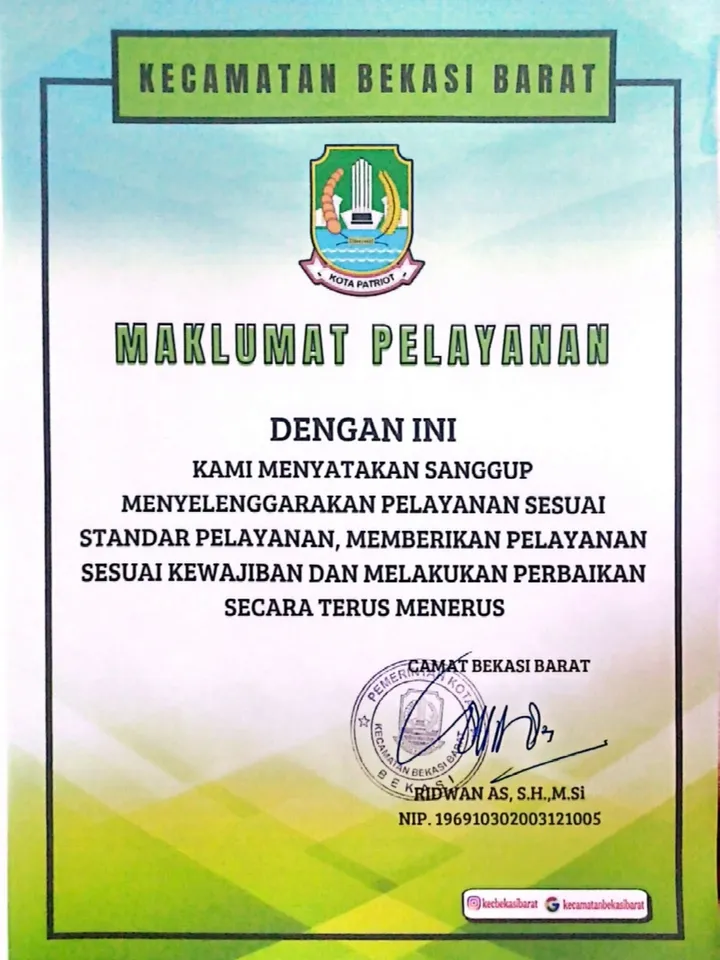 KECAMATAN BEKASI BARAT
KOTA PATRIOT
MAKLUMAT PELAYANAN
DENGAN INI
KAMI MENYATAKAN SANGGUP
MENYELENGGARAKAN PELAYANAN SESUAI
STANDAR PELAYANAN, MEMBERIKAN PELAYANAN
SESUAI KEWAJIBAN DAN MELAKUKAN PERBAIKAN
SECARA TERUS MENERUS
CAMAT BEKASI BARAT
PEMERINTAH KOTA
KECAMATAN BEKASI BARAT
BEKASI
RIDWAN AS, S.H.,M.Si
NIP. 196910302003121005
kecbekasibarat kecamatanbekasibarat